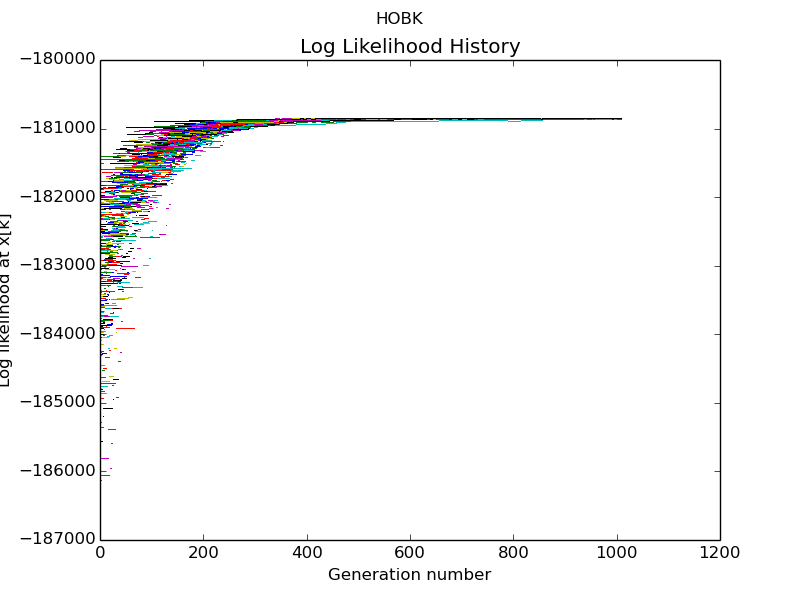 HOBK
Log Likelihood History
−180000
−181000
−182000
−183000
−184000
−185000
−186000
−187000
Log likelihood at x[k]
0 200 400 600 800 1000 1200
Generation number